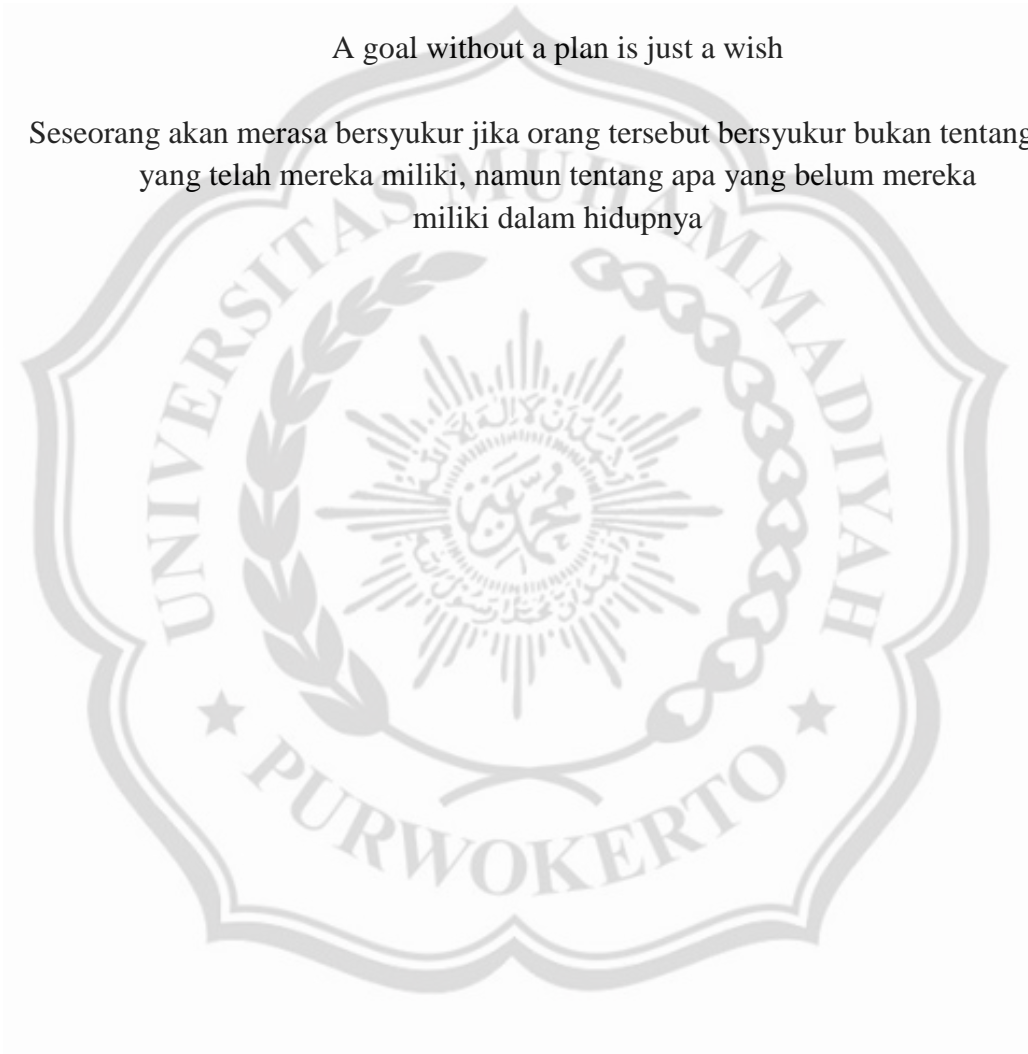 A goal without a plan is just a wish
Seseorang akan merasa bersyukur jika orang tersebut bersyukur bukan tentang
yang telah mereka miliki, namun tentang apa yang belum mereka
miliki dalam hidupnya
UNIVERSITAS MUHAMMADIYAH
PURWOKERTO